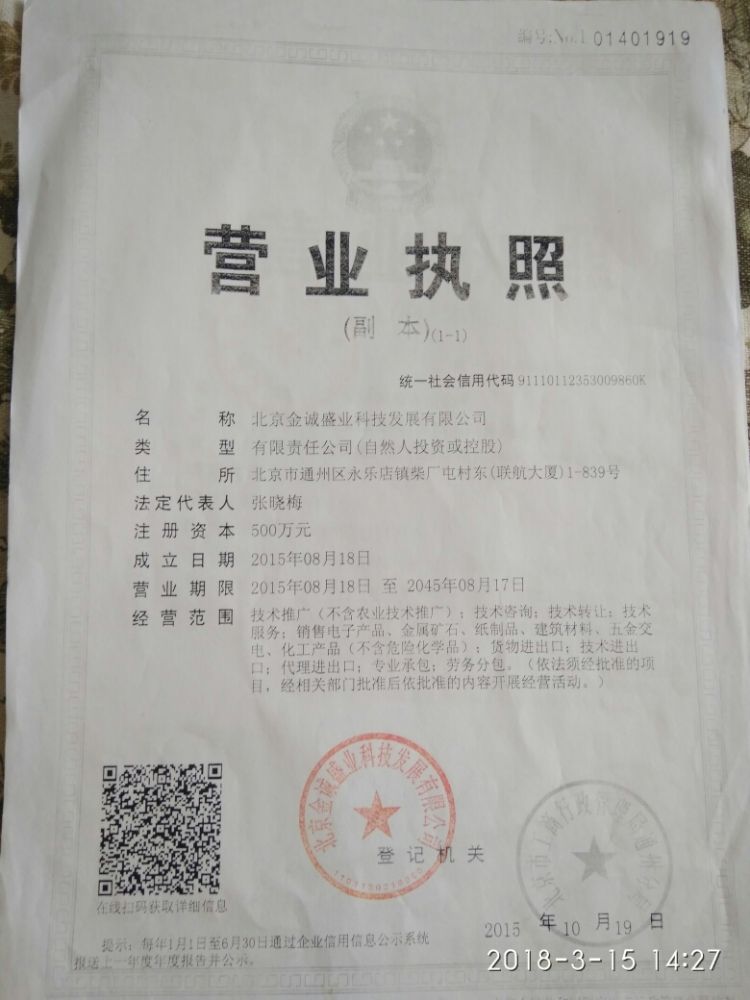 编号:No.1 01401919
营业执照
(副 本)(1-1)
统一社会信用代码 91110112353009860K
名称 北京金诚盛业科技发展有限公司
类型 有限责任公司(自然人投资或控股)
住所 北京市通州区永乐店镇柴厂屯村东(联航大厦)1-839号
法定代表人 张晓梅
注册资本 500万元
成立日期 2015年08月18日
营业期限 2015年08月18日 至 2045年08月17日
经营范围 技术推广（不含农业技术推广）；技术咨询；技术转让；技术
服务；销售电子产品、金属矿石、纸制品、建筑材料、五金交
电、化工产品（不含危险化学品）；货物进出口；技术进出
口；代理进出口；专业承包；劳务分包。（依法须经批准的项
目，经相关部门批准后依批准的内容开展经营活动。）
北京金诚盛业科技发展有限公司
登记机关
北京市工商行政管理局通州分局
在线扫码获取详细信息
2015 年 10 月 19 日
提示：每年1月1日至6月30日通过企业信用信息公示系统
报送上一年度年度报告并公示。
2018-3-15 14:27